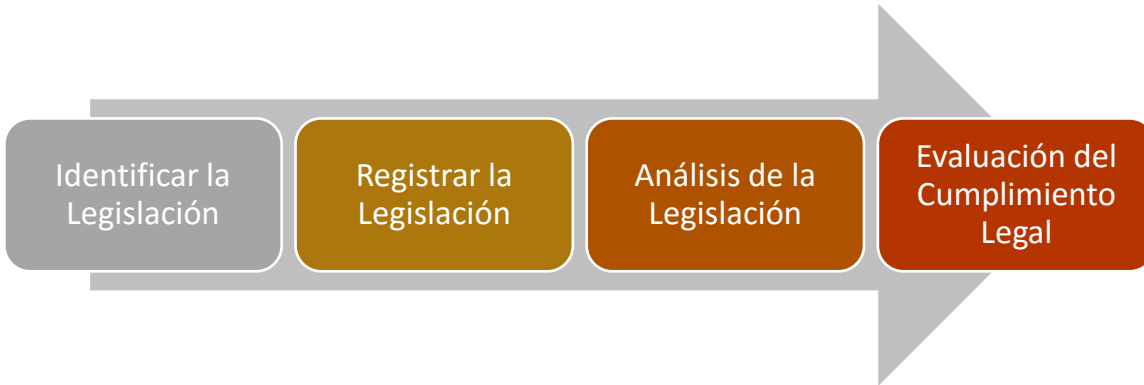 Identificar la
Legislación
Registrar la
Legislación
Análisis de la
Legislación
Evaluación del
Cumplimiento
Legal